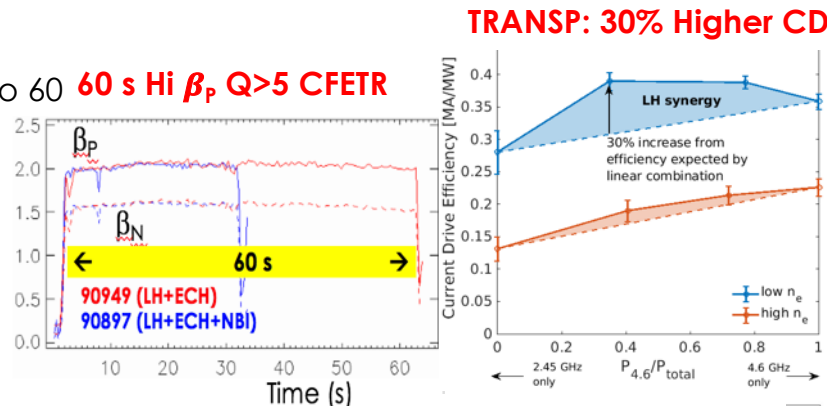 TRANSP: 30% Higher CD
o 60 60 s Hi βP Q>5 CFETR
2.5
2.0
1.5
1.0
0.5
0.0
βP
βN
← 60 s →
90949 (LH+ECH)
90897 (LH+ECH+NBI)
10 20 30 40 50 60
Time (s)
Current Drive Efficiency [MA/MW]
0.4
0.35
0.3
0.25
0.2
0.15
0.1
0.05
0
LH synergy
30% increase from
efficiency expected by
linear combination
low ne
high ne
0 0.2 0.4 0.6 0.8 1
P4.6/Ptotal
2.45 GHz
only
4.6 GHz
only